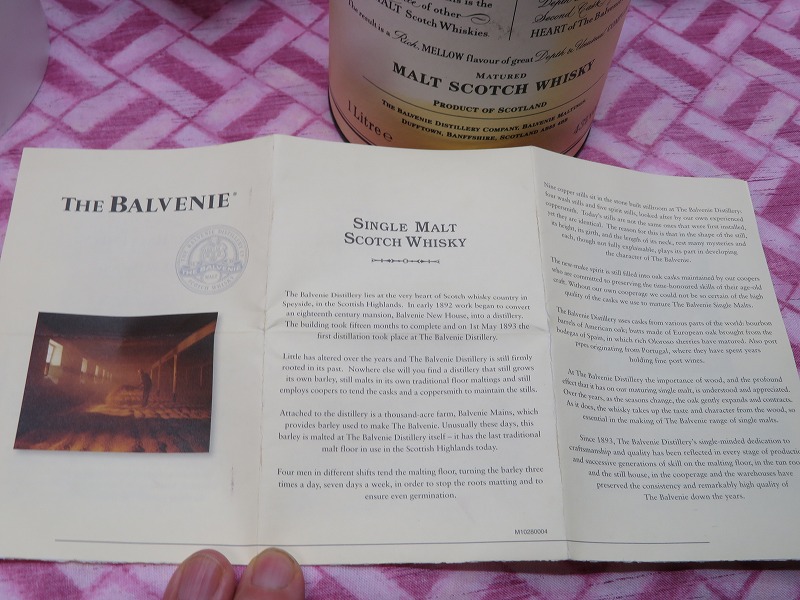 of other
MALT Scotch Whiskies.
Second Cask
HEART of The Balvenie
The result is a Rich, MELLOW flavour of great Depth &
MATURED
MALT SCOTCH WHISKY
PRODUCT OF SCOTLAND
1 Litre e
THE BALVENIE DISTILLERY COMPANY, BALVENIE MALTINGS
DUFFTOWN, BANFFSHIRE, SCOTLAND AB55 4BB
THE BALVENIE®
SINGLE MALT
SCOTCH WHISKY
The Balvenie Distillery lies at the very heart of Scotch whisky country in
Speyside, in the Scottish Highlands. In early 1892 work began to convert
an eighteenth century mansion, Balvenie New House, into a distillery.
The building took fifteen months to complete and on 1st May 1893 the
first distillation took place at The Balvenie Distillery.
Little has altered over the years and The Balvenie Distillery is still firmly
rooted in its past. Nowhere else will you find a distillery that still grows
its own barley, still malts in its own traditional floor maltings and still
employs coopers to tend the casks and a coppersmith to maintain the stills.
Attached to the distillery is a thousand-acre farm, Balvenie Mains, which
provides barley used to make The Balvenie. Unusually these days, this
barley is malted at The Balvenie Distillery itself – it has the last traditional
malt floor in use in the Scottish Highlands today.
Four men in different shifts tend the malting floor, turning the barley three
times a day, seven days a week, in order to stop the roots matting and to
ensure even germination.
M10280004
Nine copper stills sit in the stone built stillroom at The Balvenie Distillery;
four wash stills and five spirit stills, looked after by our own experienced
coppersmith. Today's stills are not the same ones that were first installed,
yet they are identical. The reason for this is that in the shape of the still,
its height, its girth, and the length of its neck, rest many mysteries and
each, though not fully explainable, plays its part in developing
the character of The Balvenie.
The new make spirit is still filled into oak casks maintained by our coopers
who are committed to preserving the time-honoured skills of their age-old
craft. Without our own cooperage we could not be so certain of the high
quality of the casks we use to mature The Balvenie Single Malts.
The Balvenie Distillery uses casks from various parts of the world: bourbon
barrels of American oak; butts made of European oak brought from the
bodegas of Spain, in which rich Oloroso sherries have matured. Also port
pipes originating from Portugal, where they have spent years
holding fine port wines.
At The Balvenie Distillery the importance of wood, and the profound
effect that it has on our maturing single malt, is understood and appreciated.
Over the years, as the seasons change, the oak gently expands and contracts.
As it does, the whisky takes up the taste and character from the wood, so
essential in the making of The Balvenie range of single malts.
Since 1893, The Balvenie Distillery's single-minded dedication to
craftsmanship and quality has been reflected in every stage of production
and successive generations of skill on the malting floor, in the tun room
and the still house, in the cooperage and the warehouses have
preserved the consistency and remarkably high quality of
The Balvenie down the years.